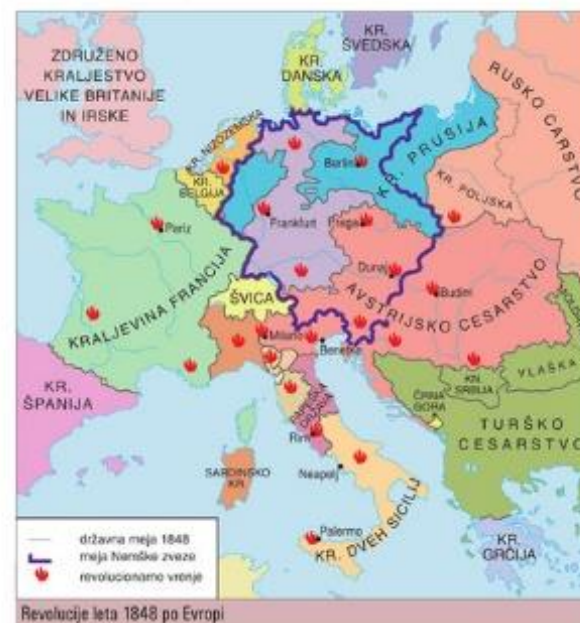 ZDRUŽENO
KRALJESTVO
VELIKE BRITANIJE
IN IRSKE
KR.
ŠVEDSKA
KR.
DANSKA
RUSKO CARSTVO
KR. NIZOZEMSKA
KR.
BELGIJA
KR. PRUSIJA
Berlin
KR. POLJSKA
Frankfurt
Praga
Pariz
Dunaj
KRALJEVINA FRANCIJA
ŠVICA
AVSTRIJSKO CESARSTVO
Budim
Milano
Benetke
KR.
ŠPANIJA
KN.
SRBIJA
VLAŠKA
ČRNA
GORA
TURŠKO
CESARSTVO
Rim
SARDINSKO
KR.
Neapelj
Palermo
KR. DVEH SICILIJ
KR.
GRČIJA
državna meja 1848
meja Nemške zveze
revolucionarno vrenje
Revolucije leta 1848 po Evropi